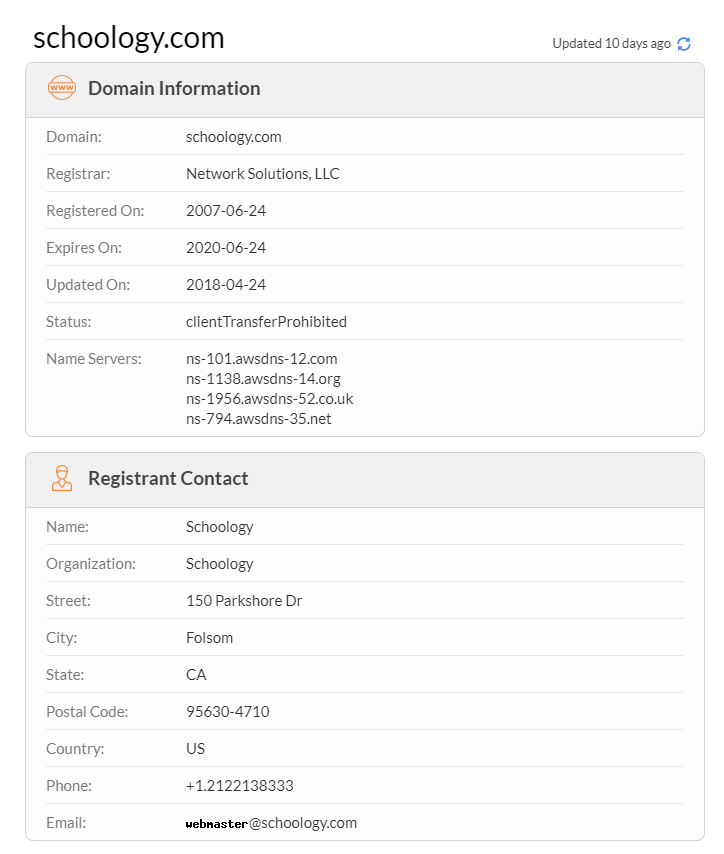 schoology.com
Updated 10 days ago
www
Domain Information
Domain: schoology.com
Registrar: Network Solutions, LLC
Registered On: 2007-06-24
Expires On: 2020-06-24
Updated On: 2018-04-24
Status: clientTransferProhibited
Name Servers: ns-101.awsdns-12.com
ns-1138.awsdns-14.org
ns-1956.awsdns-52.co.uk
ns-794.awsdns-35.net
Registrant Contact
Name: Schoology
Organization: Schoology
Street: 150 Parkshore Dr
City: Folsom
State: CA
Postal Code: 95630-4710
Country: US
Phone: +1.2122138333
Email: webmaster@schoology.com